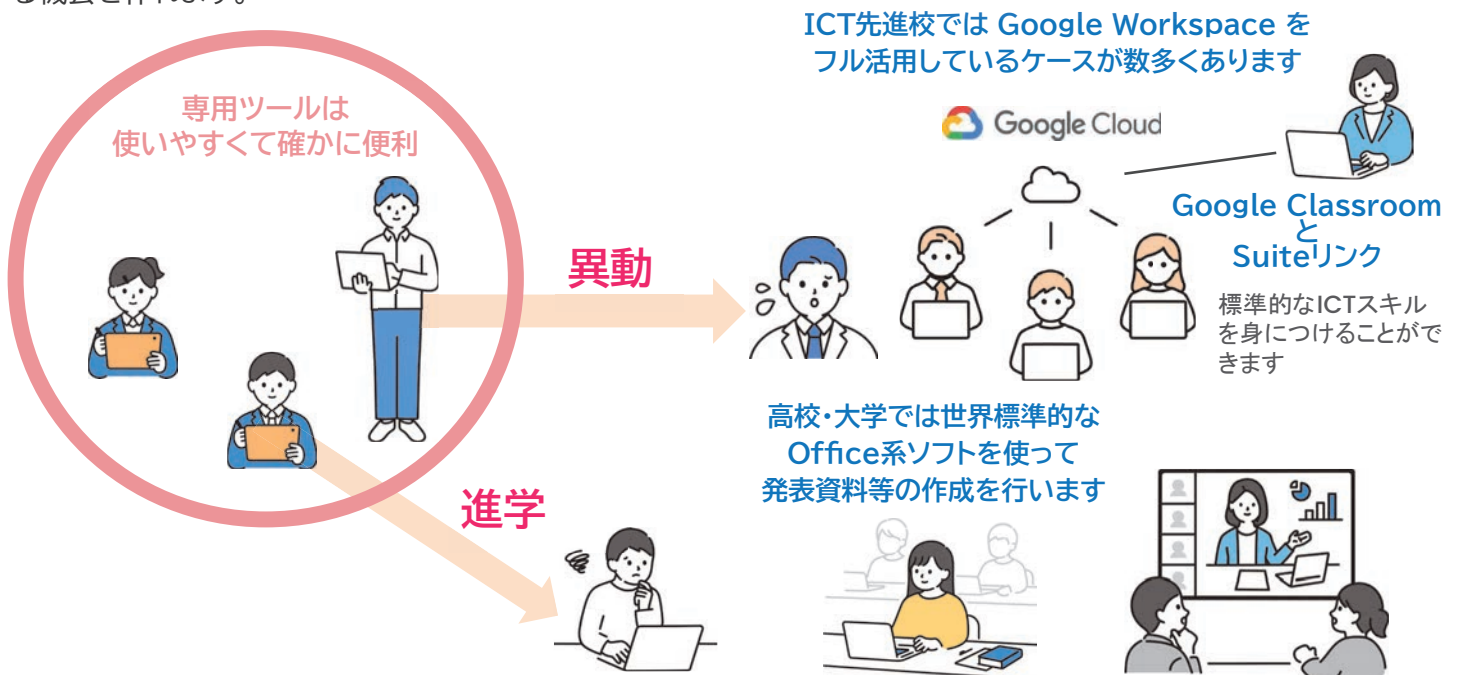 専用ツールは
使いやすくて確かに便利
異動
進学
ICT先進校では Google Workspace を
フル活用しているケースが数多くあります
Google Cloud
Google Classroom
と
Suiteリンク
標準的なICTスキル
を身につけることがで
きます
高校・大学では世界標準的な
Office系ソフトを使って
発表資料等の作成を行います